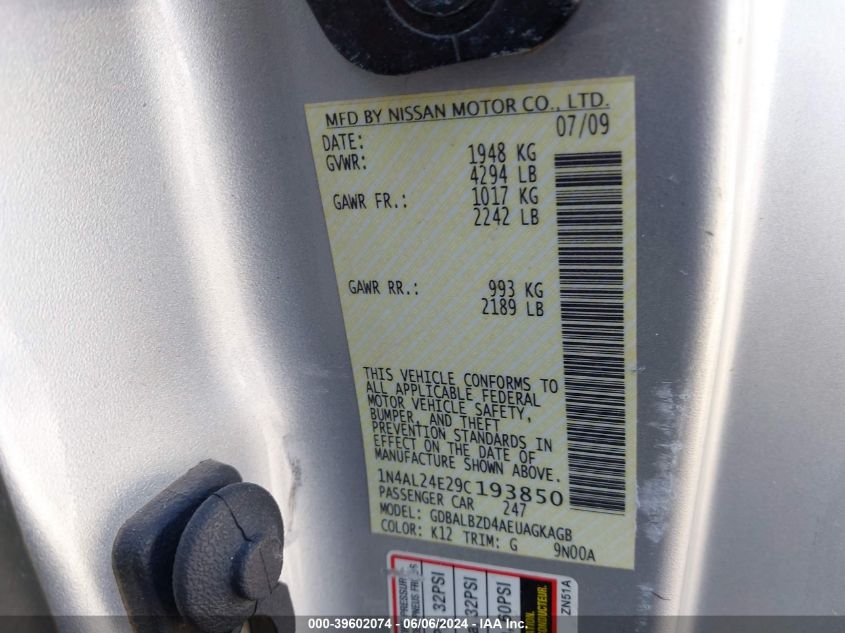 MFD BY NISSAN MOTOR CO., LTD.
DATE: 07/09
GVWR: 1948 KG
4294 LB
GAWR FR.: 1017 KG
2242 LB
GAWR RR.: 993 KG
2189 LB
THIS VEHICLE CONFORMS TO
ALL APPLICABLE FEDERAL
MOTOR VEHICLE SAFETY,
BUMPER, AND THEFT
PREVENTION STANDARDS IN
EFFECT ON THE DATE OF
MANUFACTURE SHOWN ABOVE.
1N4AL24E29C193850
PASSENGER CAR 247
MODEL: GDBALBZD4AEUAGKAGB
COLOR: K12 TRIM: G 9N00A
32PSI
32PSI
60PSI
CONDUCTEUR.
ZN51A
000-39602074 - 06/06/2024 - IAA Inc.